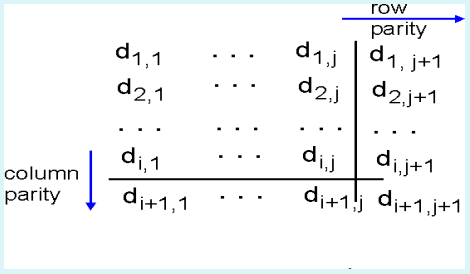 row
parity
d1,1 . . . d1,j d1, j+1
d2,1 . . . d2,j d2,j+1
. . . . . . . . . . . .
di,1 . . . di,j di,j+1
column
parity
di+1,1 . . . di+1,j di+1,j+1